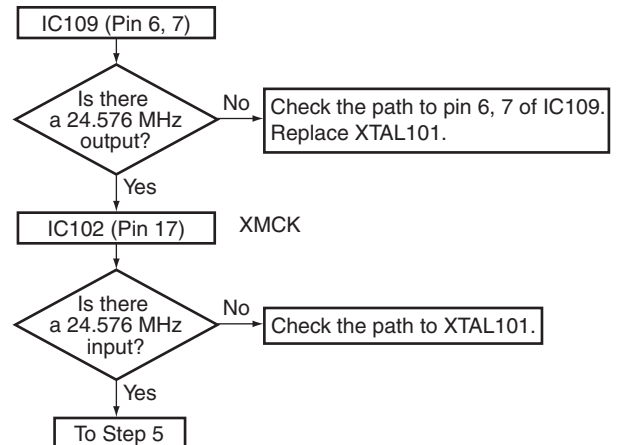 IC109 (Pin 6, 7)
Is there
a 24.576 MHz
output?
No
Check the path to pin 6, 7 of IC109.
Replace XTAL101.
Yes
IC102 (Pin 17)
XMCK
Is there
a 24.576 MHz
input?
No
Check the path to XTAL101.
Yes
To Step 5